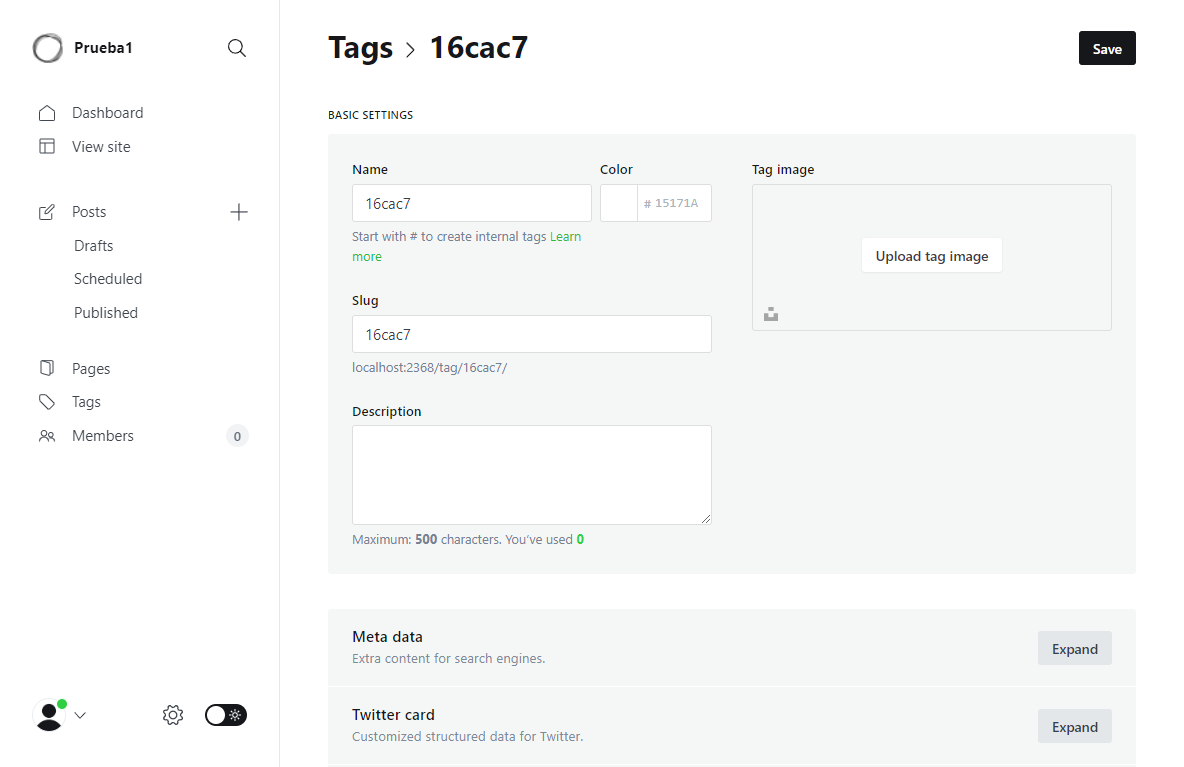 Prueba1
Dashboard
View site
Posts
Drafts
Scheduled
Published
Pages
Tags
Members
0
Tags > 16cac7
Save
BASIC SETTINGS
Name
16cac7
Start with # to create internal tags Learn
more
Color
# 15171A
Slug
16cac7
localhost:2368/tag/16cac7/
Description
Maximum: 500 characters. You've used 0
Tag image
Upload tag image
Meta data
Extra content for search engines.
Expand
Twitter card
Customized structured data for Twitter.
Expand